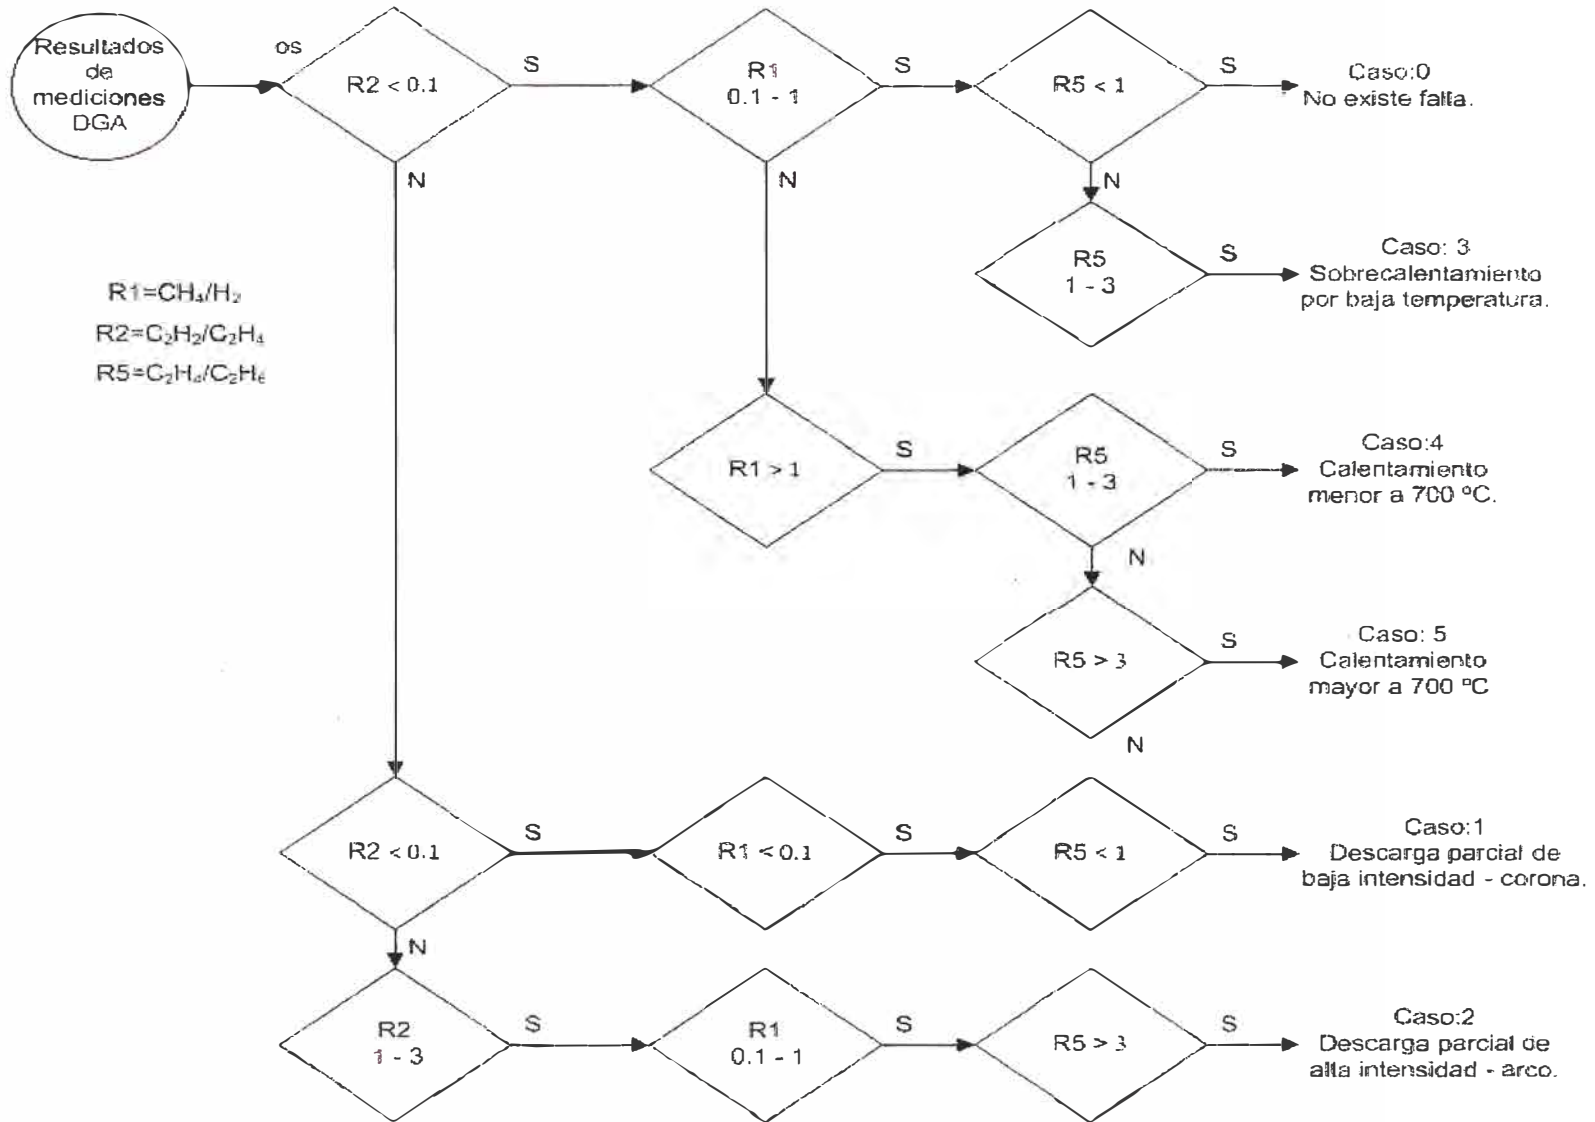 Resultados
de
mediciones
DGA
os
R2 < 0.1
S
R1
0.1 - 1
S
R5 < 1
S
Caso:0
No existe falla.
N
N
N
R5
1 - 3
S
Caso: 3
Sobrecalentamiento
por baja temperatura.
R1=CH₄/H₂
R2=C₂H₂/C₂H₄
R5=C₂H₄/C₂H₆
R1 > 1
S
R5
1 - 3
S
Caso:4
Calentamiento
menor a 700 ºC.
N
R5 > 3
S
Caso: 5
Calentamiento
mayor a 700 ºC
N
R2 < 0.1
S
R1 < 0.1
S
R5 < 1
S
Caso:1
Descarga parcial de
baja intensidad - corona.
N
R2
1 - 3
S
R1
0.1 - 1
S
R5 > 3
S
Caso:2
Descarga parcial de
alta intensidad - arco.